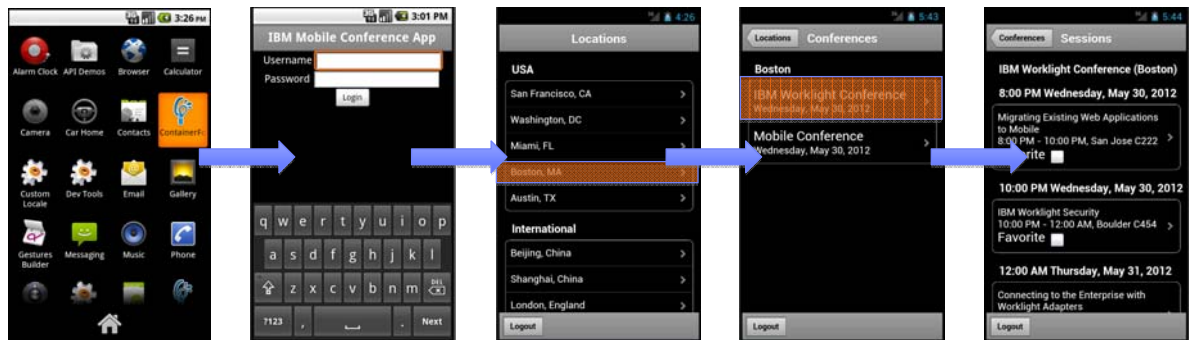 3:26 PM
Alarm Clock
API Demos
Browser
Calculator
Camera
Car Home
Contacts
ContainerFo
Custom
Locale
Dev Tools
Email
Gallery
Gestures
Builder
Messaging
Music
Phone
3:01 PM
IBM Mobile Conference App
Username
Password
Login
q w e r t y u i o p
a s d f g h j k l
z x c v b n m DEL
?123 , . Next
4:26
Locations
USA
San Francisco, CA
Washington, DC
Miami, FL
Boston, MA
Austin, TX
International
Beijing, China
Shanghai, China
London, England
Logout
5:43
Locations Conferences
Boston
IBM Worklight Conference
Wednesday, May 30, 2012
Mobile Conference
Wednesday, May 30, 2012
Logout
5:44
Conferences Sessions
IBM Worklight Conference (Boston)
8:00 PM Wednesday, May 30, 2012
Migrating Existing Web Applications
to Mobile
8:00 PM - 10:00 PM, San Jose C222
rite
10:00 PM Wednesday, May 30, 2012
IBM Worklight Security
10:00 PM - 12:00 AM, Boulder C454
Favorite
12:00 AM Thursday, May 31, 2012
Connecting to the Enterprise with
Worklight Adapters
Logout